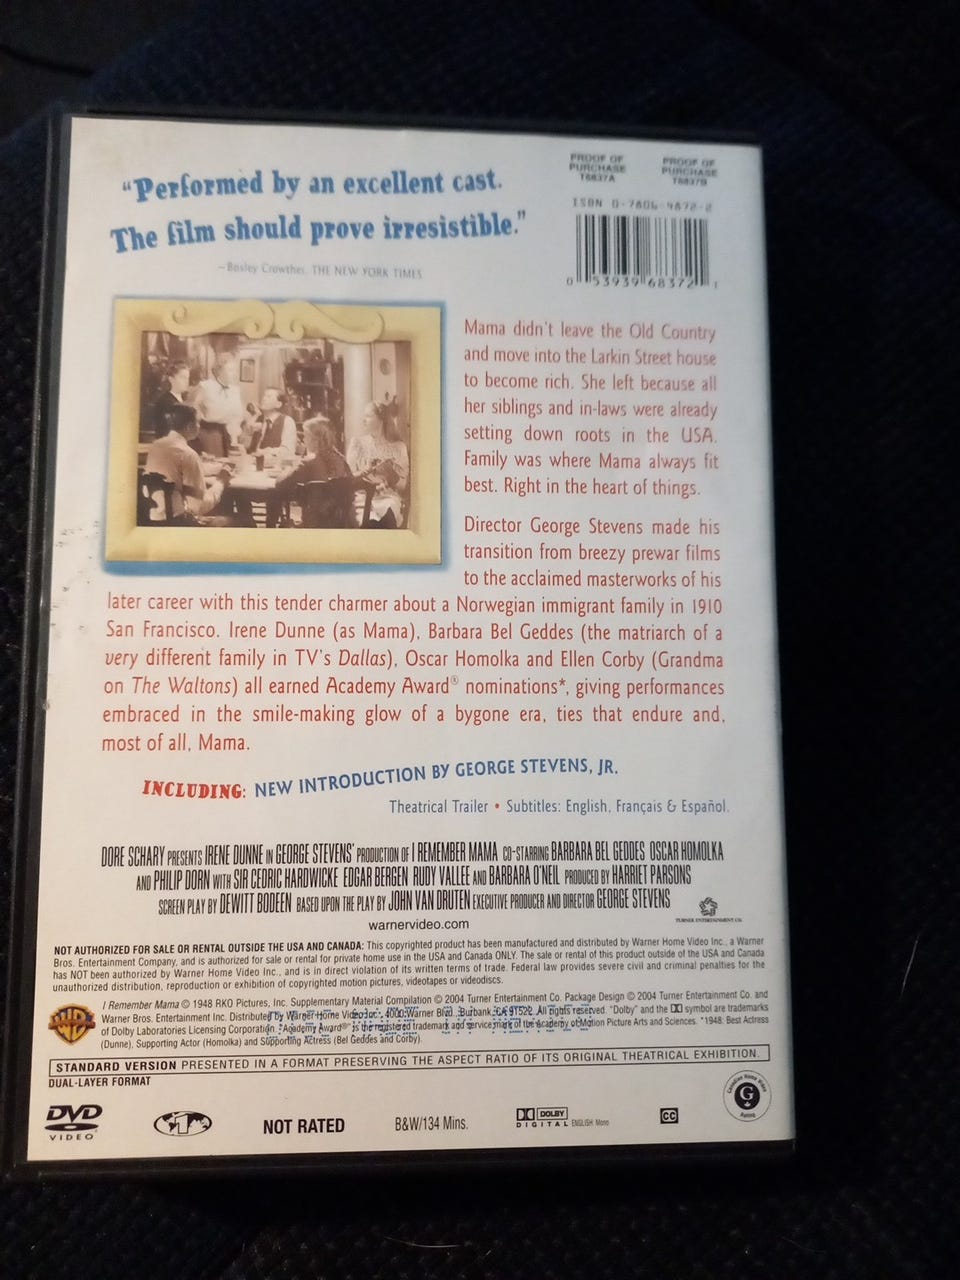 "Performed by an excellent cast.
The film should prove irresistible."
–Bosley Crowther, THE NEW YORK TIMES
PROOF OF PURCHASE T6837A
PROOF OF PURCHASE T6837B
ISBN 0-7806-4872-2
0 53939 68372 1
Mama didn't leave the Old Country
and move into the Larkin Street house
to become rich. She left because all
her siblings and in-laws were already
setting down roots in the USA.
Family was where Mama always fit
best. Right in the heart of things.
Director George Stevens made his
transition from breezy prewar films
to the acclaimed masterworks of his
later career with this tender charmer about a Norwegian immigrant family in 1910
San Francisco. Irene Dunne (as Mama), Barbara Bel Geddes (the matriarch of a
very different family in TV's Dallas), Oscar Homolka and Ellen Corby (Grandma
on The Waltons) all earned Academy Award® nominations*, giving performances
embraced in the smile-making glow of a bygone era, ties that endure and,
most of all, Mama.
INCLUDING: NEW INTRODUCTION BY GEORGE STEVENS, JR.
Theatrical Trailer • Subtitles: English, Français & Español.
DORE SCHARY PRESENTS IRENE DUNNE IN GEORGE STEVENS' PRODUCTION OF I REMEMBER MAMA CO-STARRING BARBARA BEL GEDDES OSCAR HOMOLKA
AND PHILIP DORN WITH SIR CEDRIC HARDWICKE EDGAR BERGEN RUDY VALLEE AND BARBARA O'NEIL PRODUCED BY HARRIET PARSONS
SCREEN PLAY BY DEWITT BODEEN BASED UPON THE PLAY BY JOHN VAN DRUTEN EXECUTIVE PRODUCER AND DIRECTOR GEORGE STEVENS
TURNER ENTERTAINMENT CO.
warnervideo.com
NOT AUTHORIZED FOR SALE OR RENTAL OUTSIDE THE USA AND CANADA: This copyrighted product has been manufactured and distributed by Warner Home Video Inc., a Warner
Bros. Entertainment Company, and is authorized for sale or rental for private home use in the USA and Canada ONLY. The sale or rental of this product outside of the USA and Canada
has NOT been authorized by Warner Home Video Inc., and is in direct violation of its written terms of trade. Federal law provides severe civil and criminal penalties for the
unauthorized distribution, reproduction or exhibition of copyrighted motion pictures, videotapes or videodiscs.
I Remember Mama © 1948 RKO Pictures, Inc. Supplementary Material Compilation © 2004 Turner Entertainment Co. Package Design © 2004 Turner Entertainment Co. and
Warner Bros. Entertainment Inc. Distributed by Warner Home Video Inc., 4000 Warner Blvd., Burbank, CA 91522. All rights reserved. "Dolby" and the DD symbol are trademarks
of Dolby Laboratories Licensing Corporation. "Academy Award®" is the registered trademark and service mark of the Academy of Motion Picture Arts and Sciences. *1948: Best Actress
(Dunne), Supporting Actor (Homolka) and Supporting Actress (Bel Geddes and Corby).
WB
STANDARD VERSION PRESENTED IN A FORMAT PRESERVING THE ASPECT RATIO OF ITS ORIGINAL THEATRICAL EXHIBITION.
DUAL-LAYER FORMAT
DVD VIDEO
1
NOT RATED
B&W/134 Mins.
DOLBY DIGITAL ENGLISH Mono
CC
Canadian Home Video Rating G